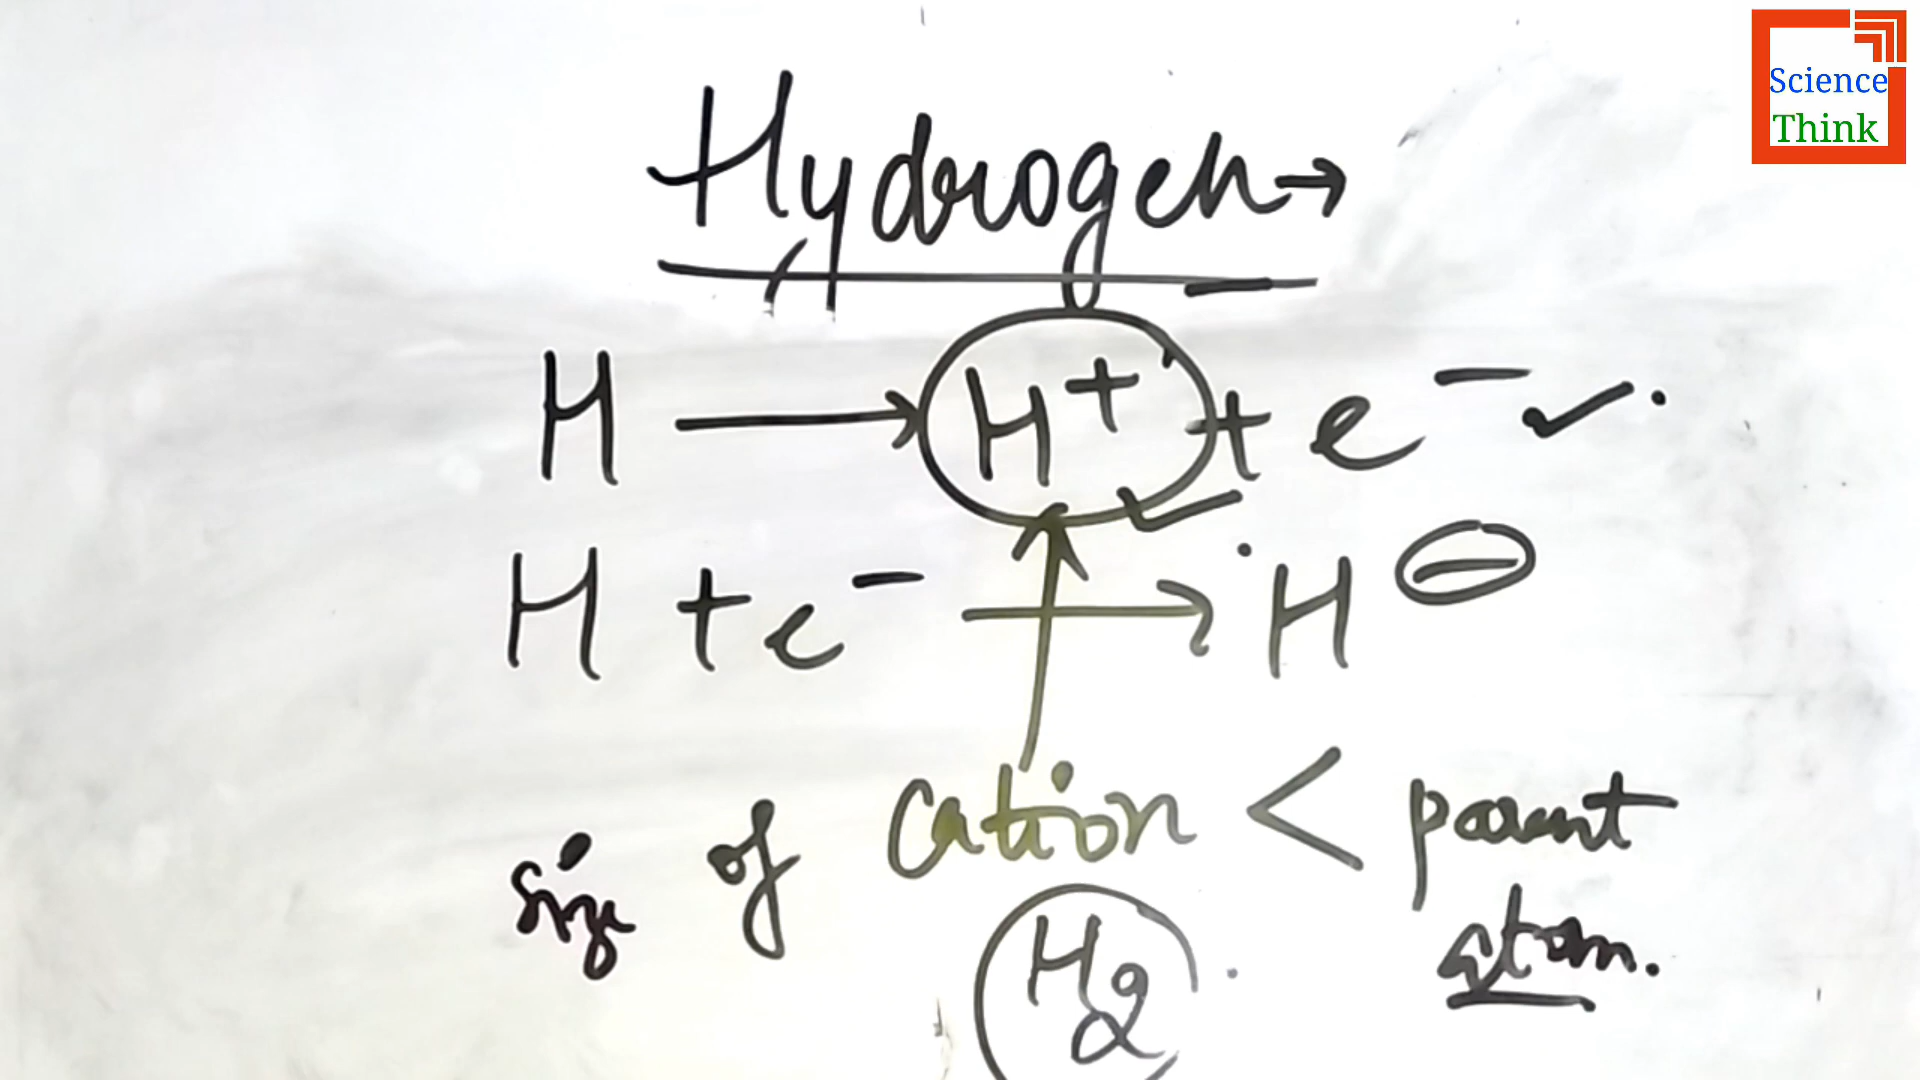 Science
Think
Hydrogen →
H → H⁺ + e⁻ ✓
H + e⁻ → H⊖
size of cation < parent
atom.
H₂